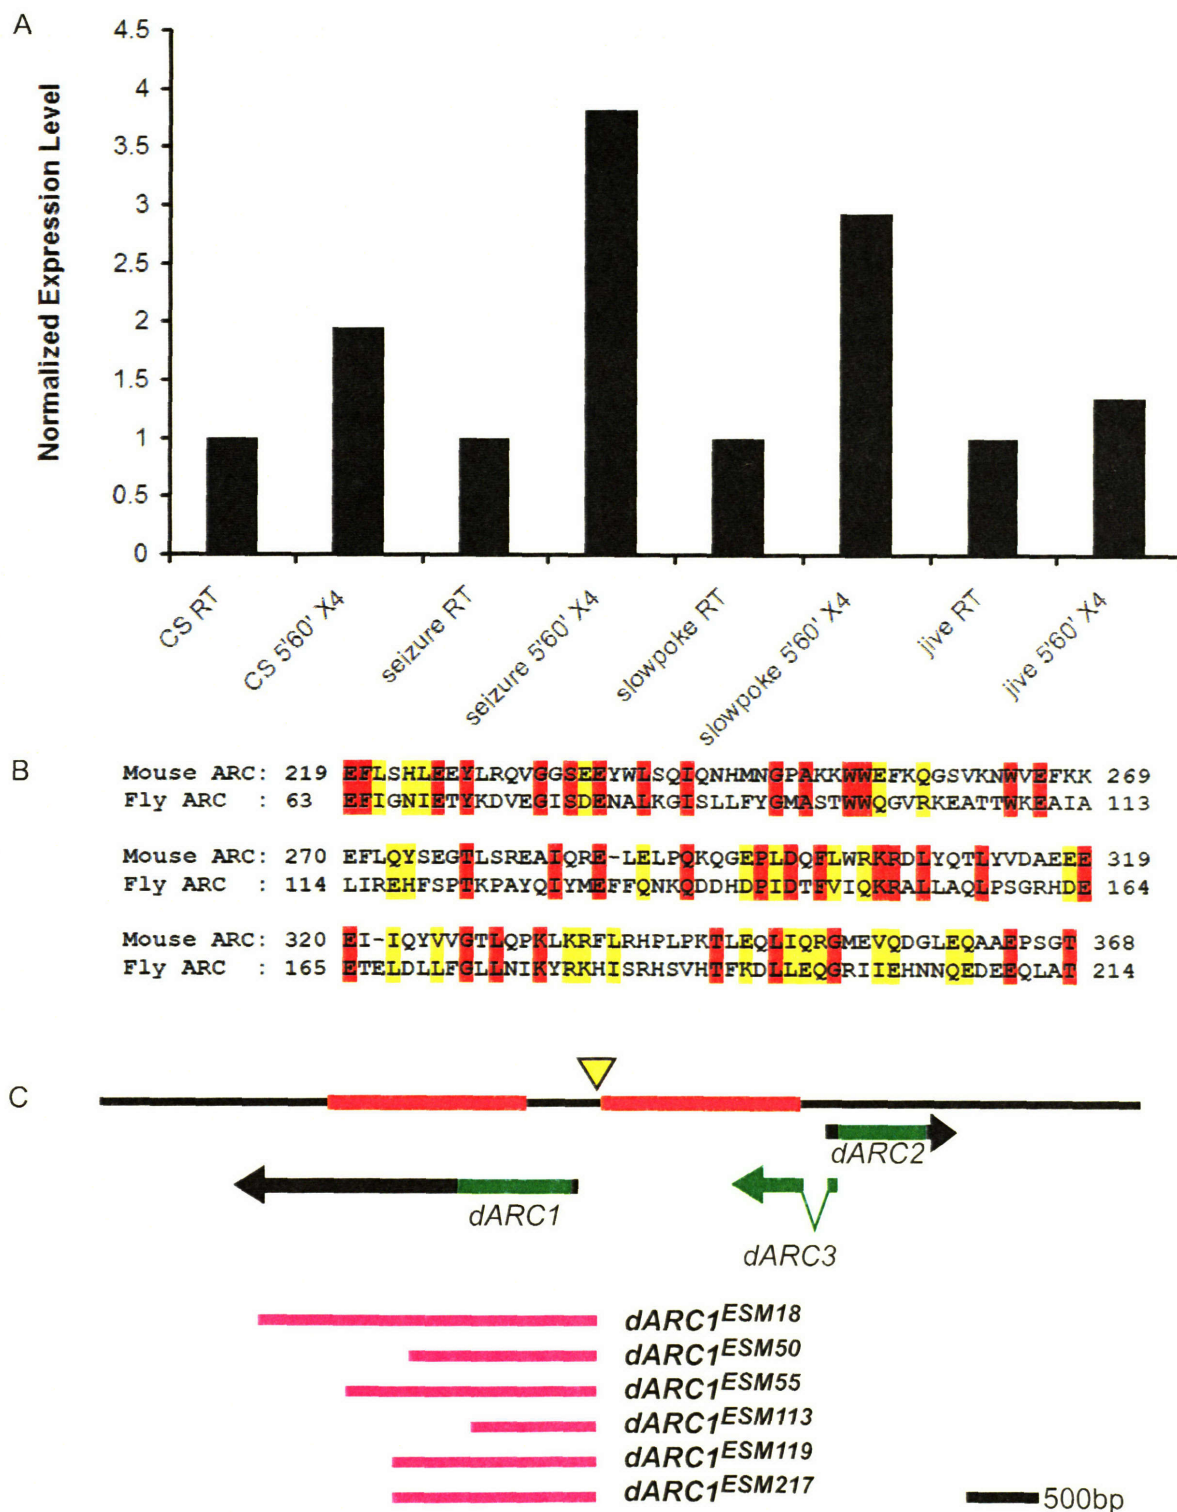 A
Normalized Expression Level
4.5
4
3.5
3
2.5
2
1.5
1
0.5
0
CS RT
CS 5'60' X4
seizure RT
seizure 5'60' X4
slowpoke RT
slowpoke 5'60' X4
jive RT
jive 5'60' X4
B
Mouse ARC: 219 EFLSHLEEYLRQVGGSEEYWLSQIQNHMNGPAKKWWEFKQGSVKNWVEFKK 269
Fly ARC : 63 EFIGNIETYKDVEGISDENALKGISLLFYGMASTWWQGVRKEATTWKEAIA 113
Mouse ARC: 270 EFLQYSEGTLSREAIQRE-LELPQKQGEPLDQFLWRKRDLYQTLYVDAEEE 319
Fly ARC : 114 LIREHFSPTKPAYQIYMEFFQNKQDDHDPIDTFVIQKRALLAQLPSGRHDE 164
Mouse ARC: 320 EI-IQYVVGTLQPKLKRFLRHPLPKTLEQLIQRGMEVQDGLEQAAEPSGT 368
Fly ARC : 165 ETELDLLFGLLNIKYRKHISRHSVHTFKDLLEQGRIIEHNNQEDEEQLAT 214
C
dARC2
dARC1
dARC3
dARC1ESM18
dARC1ESM50
dARC1ESM55
dARC1ESM113
dARC1ESM119
dARC1ESM217
500bp